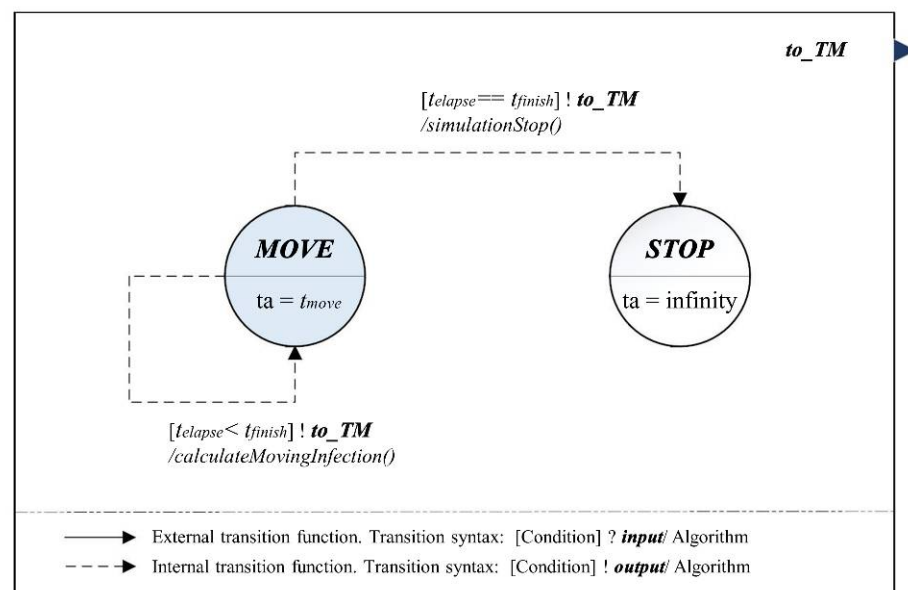 to_TM
[telapse== tfinish] ! to_TM
/simulationStop()
MOVE
ta = tmove
STOP
ta = infinity
[telapse< tfinish] ! to_TM
/calculateMovingInfection()
External transition function. Transition syntax: [Condition] ? input/ Algorithm
Internal transition function. Transition syntax: [Condition] ! output/ Algorithm